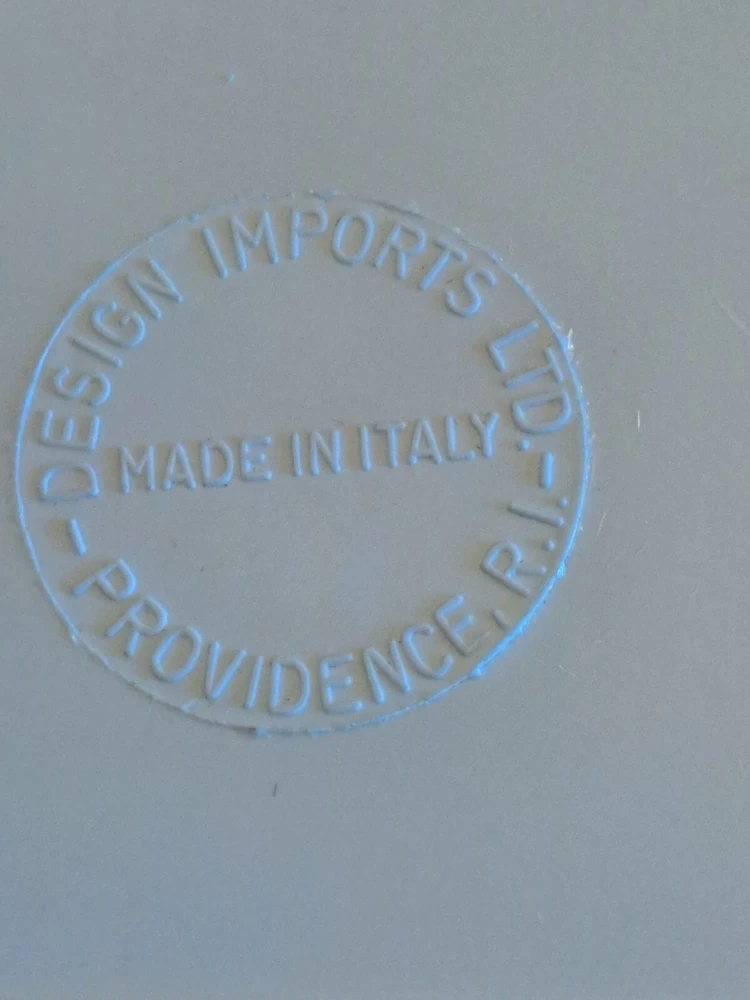 DESIGN IMPORTS LTD.
MADE IN ITALY
- PROVIDENCE, R.I. -